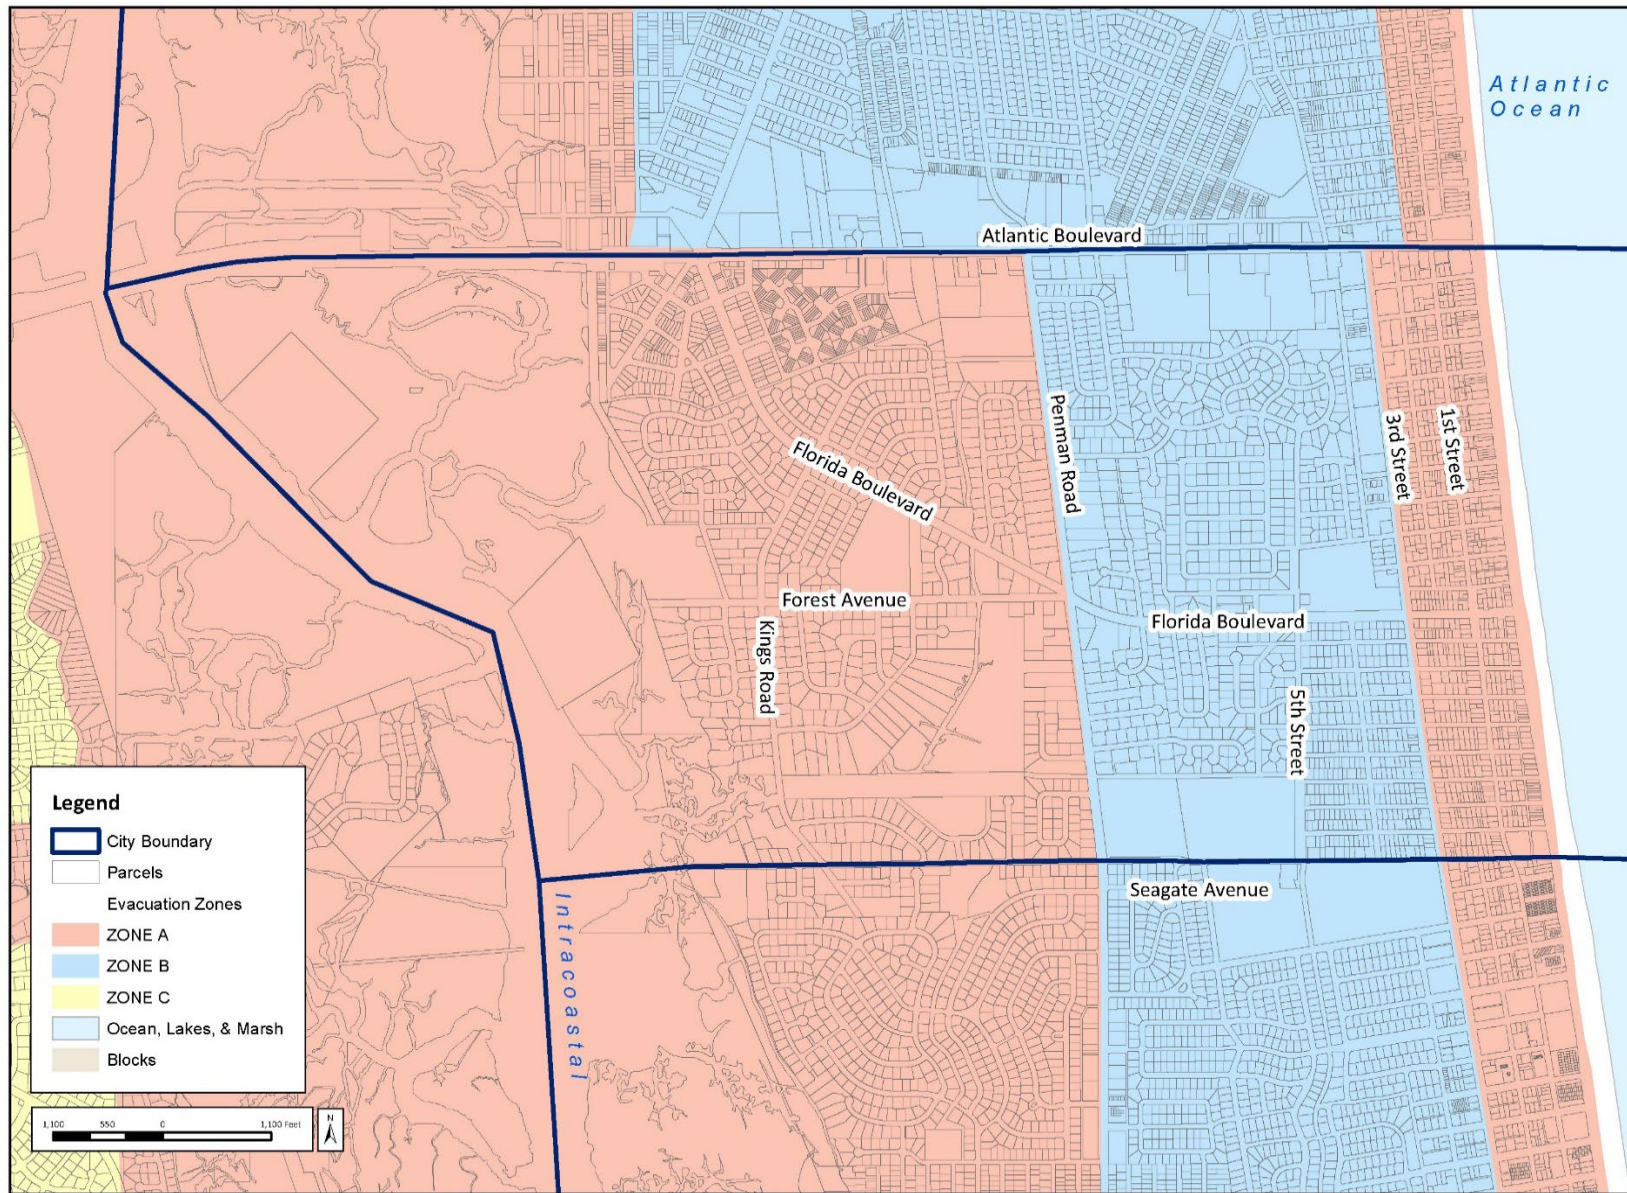 Atlantic
Ocean
Atlantic Boulevard
Penman Road
3rd Street
1st Street
Florida Boulevard
Forest Avenue
Florida Boulevard
Kings Road
5th Street
Seagate Avenue
Intracoastal
Legend
City Boundary
Parcels
Evacuation Zones
ZONE A
ZONE B
ZONE C
Ocean, Lakes, & Marsh
Blocks
1,100 550 0 1,100 Feet
N